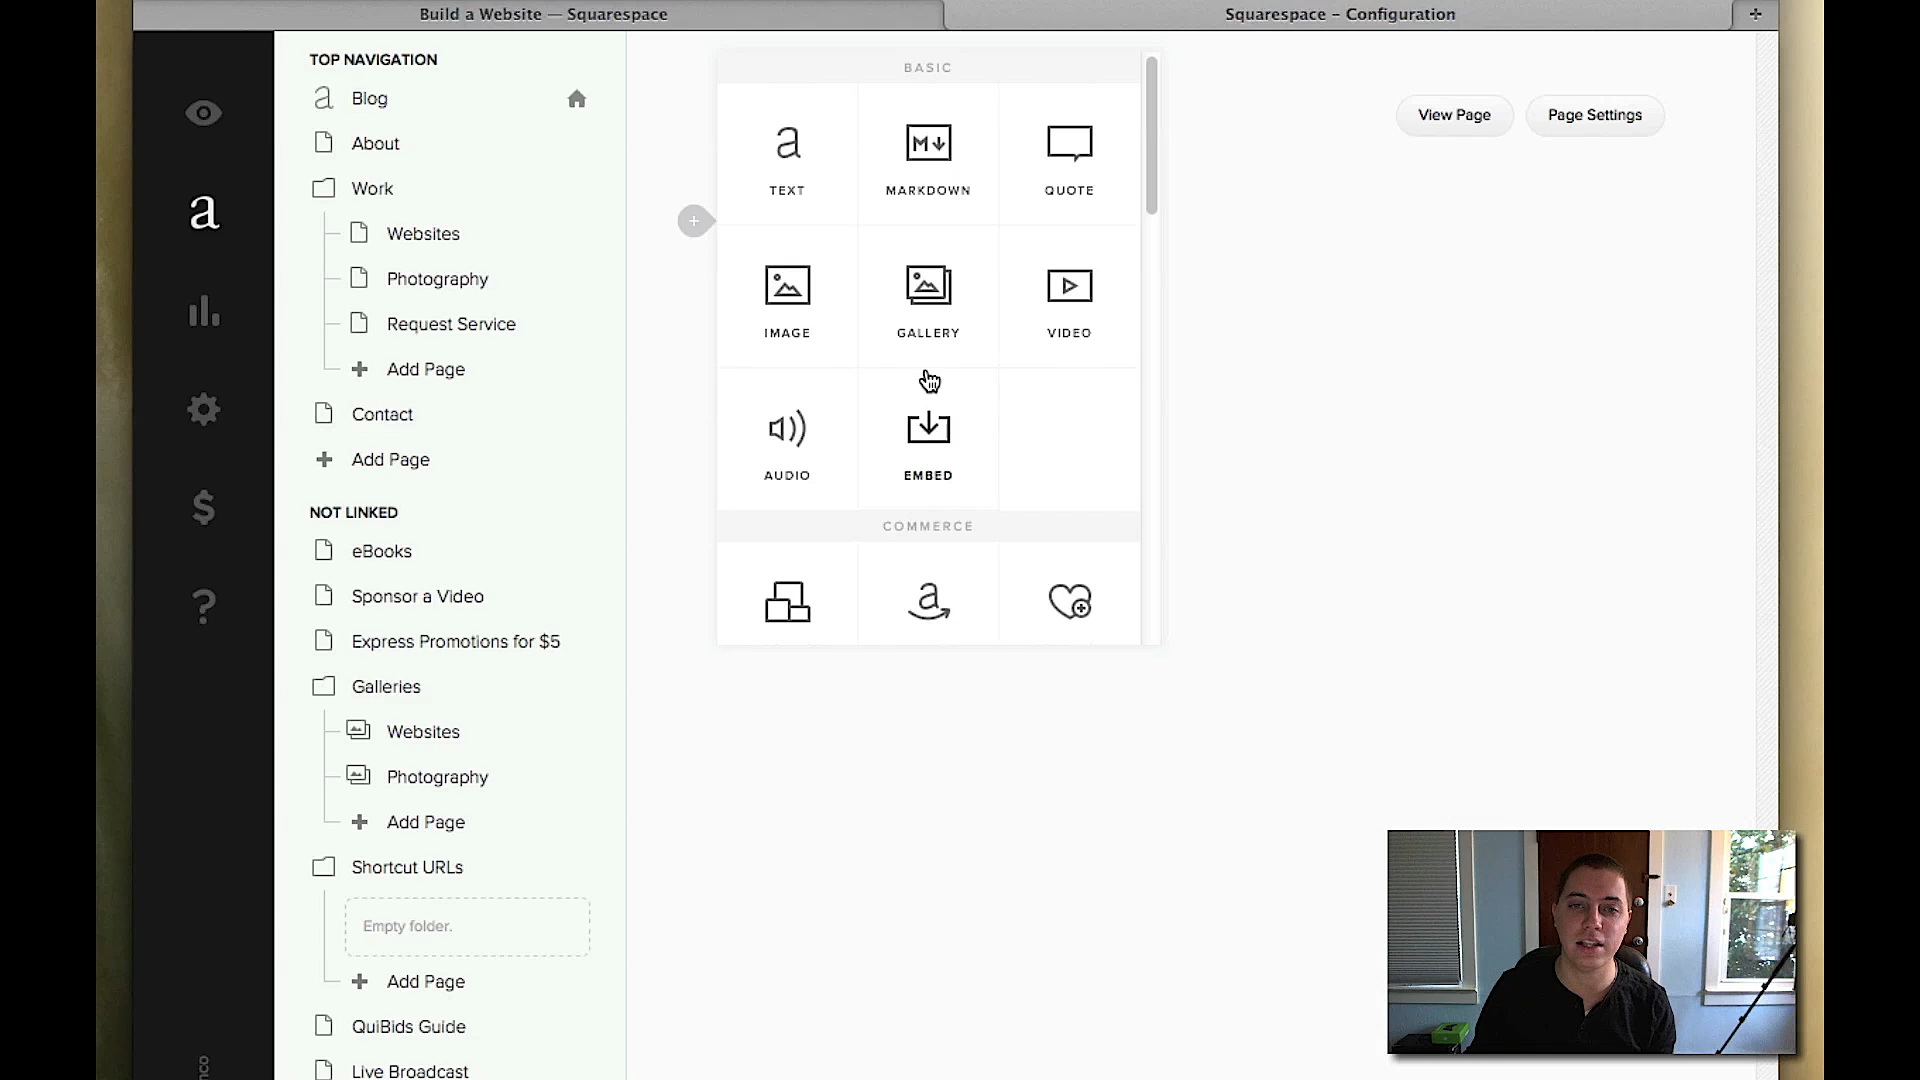 Build a Website — Squarespace
Squarespace - Configuration
TOP NAVIGATION
Blog
About
Work
Websites
Photography
Request Service
Add Page
Contact
Add Page
NOT LINKED
eBooks
Sponsor a Video
Express Promotions for $5
Galleries
Websites
Photography
Add Page
Shortcut URLs
Empty folder.
Add Page
QuiBids Guide
Live Broadcast
BASIC
TEXT
MARKDOWN
QUOTE
IMAGE
GALLERY
VIDEO
AUDIO
EMBED
COMMERCE
View Page
Page Settings